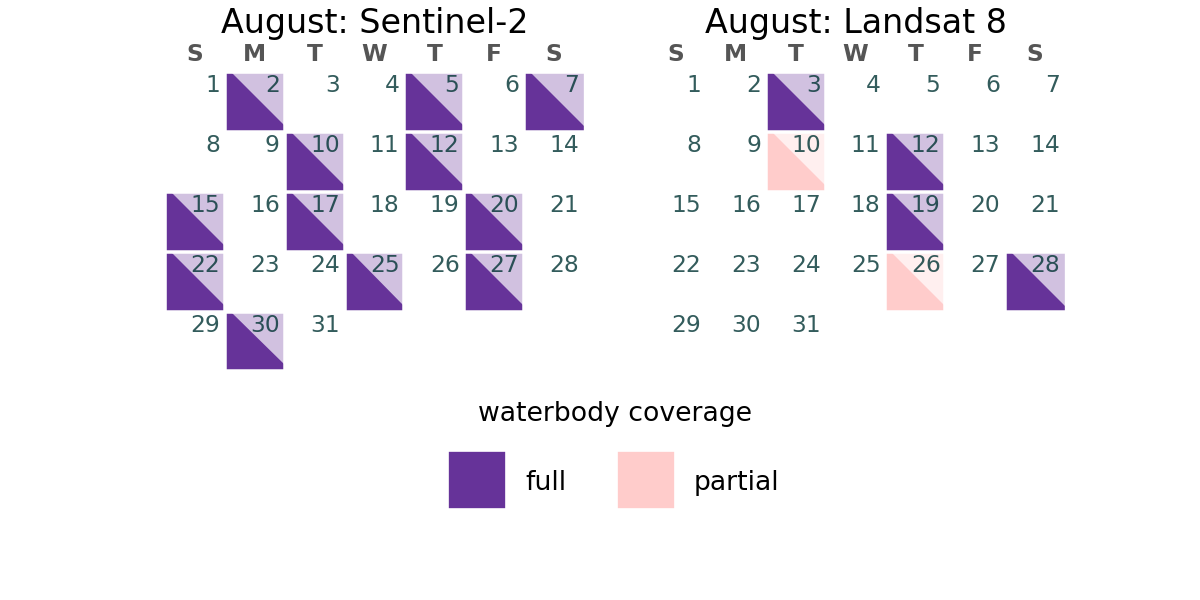 August: Sentinel-2
S M T W T F S
1 2 3 4 5 6 7
8 9 10 11 12 13 14
15 16 17 18 19 20 21
22 23 24 25 26 27 28
29 30 31
August: Landsat 8
S M T W T F S
1 2 3 4 5 6 7
8 9 10 11 12 13 14
15 16 17 18 19 20 21
22 23 24 25 26 27 28
29 30 31
waterbody coverage
full
partial